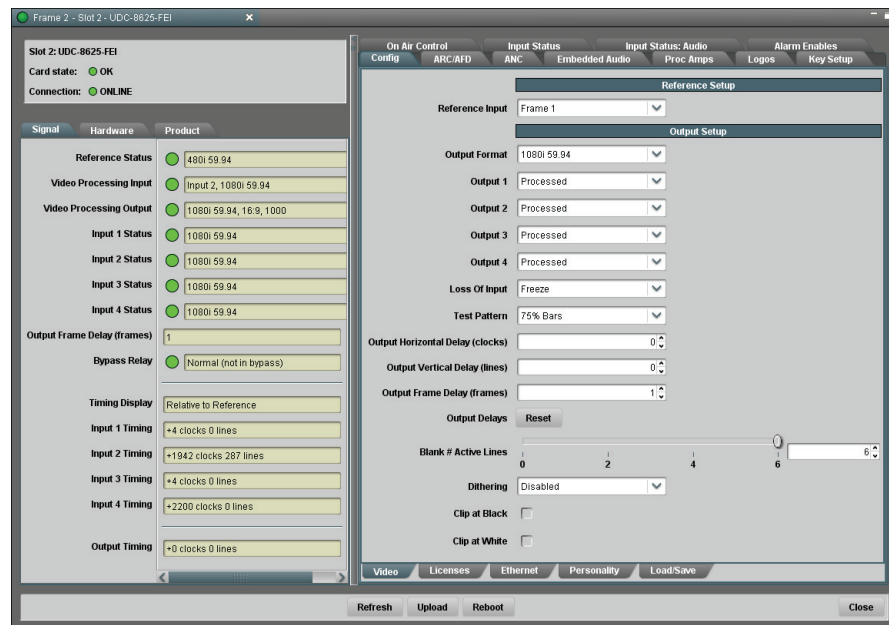 Frame 2 - Slot 2 - UDC-8625-FEI
Slot 2: UDC-8625-FEI
Card state: OK
Connection: ONLINE
Signal Hardware Product
Reference Status 480i 59.94
Video Processing Input Input 2, 1080i 59.94
Video Processing Output 1080i 59.94, 16:9, 1000
Input 1 Status 1080i 59.94
Input 2 Status 1080i 59.94
Input 3 Status 1080i 59.94
Input 4 Status 1080i 59.94
Output Frame Delay (frames) 1
Bypass Relay Normal (not in bypass)
Timing Display Relative to Reference
Input 1 Timing +4 clocks 0 lines
Input 2 Timing +1942 clocks 287 lines
Input 3 Timing +4 clocks 0 lines
Input 4 Timing +2200 clocks 0 lines
Output Timing +0 clocks 0 lines
On Air Control Input Status Input Status: Audio Alarm Enables
Config ARC/AFD ANC Embedded Audio Proc Amps Logos Key Setup
Reference Setup
Reference Input Frame 1
Output Setup
Output Format 1080i 59.94
Output 1 Processed
Output 2 Processed
Output 3 Processed
Output 4 Processed
Loss Of Input Freeze
Test Pattern 75% Bars
Output Horizontal Delay (clocks) 0
Output Vertical Delay (lines) 0
Output Frame Delay (frames) 1
Output Delays Reset
Blank # Active Lines 6
0 2 4 6
Dithering Disabled
Clip at Black
Clip at White
Video Licenses Ethernet Personality Load/Save
Refresh Upload Reboot Close